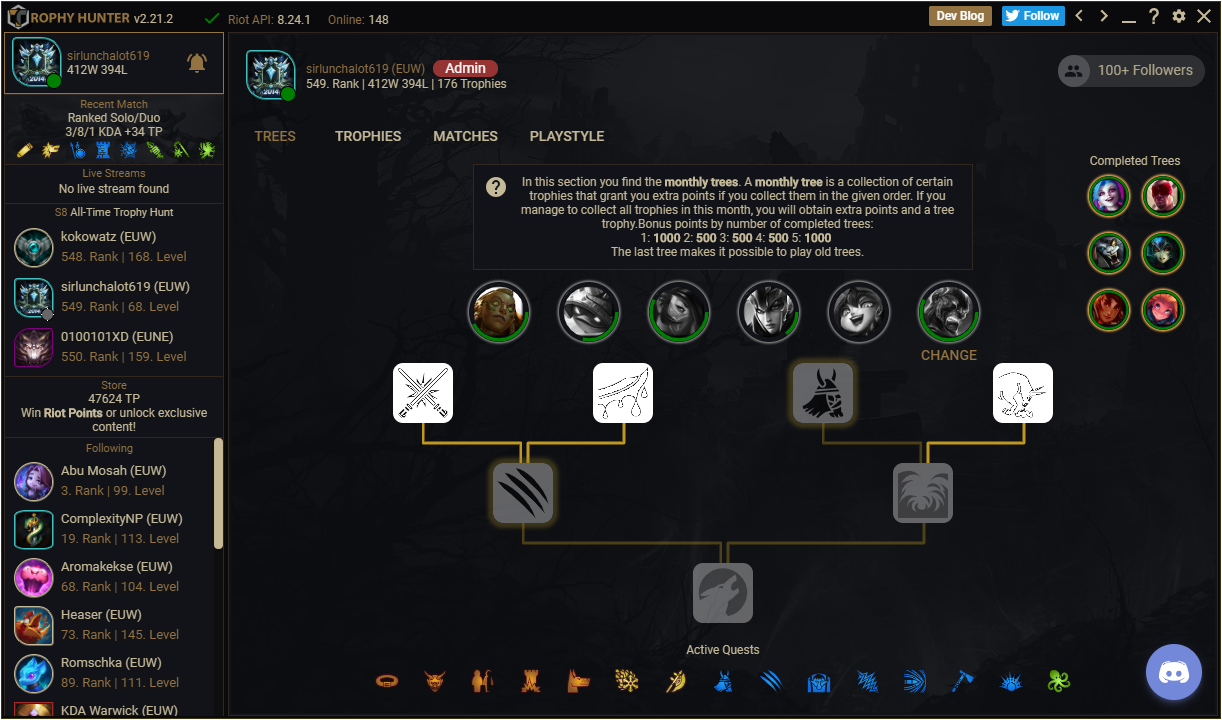 ROPHY HUNTER v2.21.2
Riot API: 8.24.1
Online: 148
Dev Blog
Follow
sirlunchalot619
412W 394L
Recent Match
Ranked Solo/Duo
3/8/1 KDA +34 TP
Live Streams
No live stream found
S8 All-Time Trophy Hunt
kokowatz (EUW)
548. Rank | 168. Level
sirlunchalot619 (EUW)
549. Rank | 68. Level
0100101XD (EUNE)
550. Rank | 159. Level
Store
47624 TP
Win Riot Points or unlock exclusive
content!
Following
Abu Mosah (EUW)
3. Rank | 99. Level
ComplexityNP (EUW)
19. Rank | 113. Level
Aromakekse (EUW)
68. Rank | 104. Level
Heaser (EUW)
73. Rank | 145. Level
Romschka (EUW)
89. Rank | 111. Level
KDA Warwick (EUW)
sirlunchalot619 (EUW) Admin
549. Rank | 412W 394L | 176 Trophies
100+ Followers
TREES
TROPHIES
MATCHES
PLAYSTYLE
In this section you find the monthly trees. A monthly tree is a collection of certain
trophies that grant you extra points if you collect them in the given order. If you
manage to collect all trophies in this month, you will obtain extra points and a tree
trophy.Bonus points by number of completed trees:
1: 1000 2: 500 3: 500 4: 500 5: 1000
The last tree makes it possible to play old trees.
Completed Trees
CHANGE
Active Quests